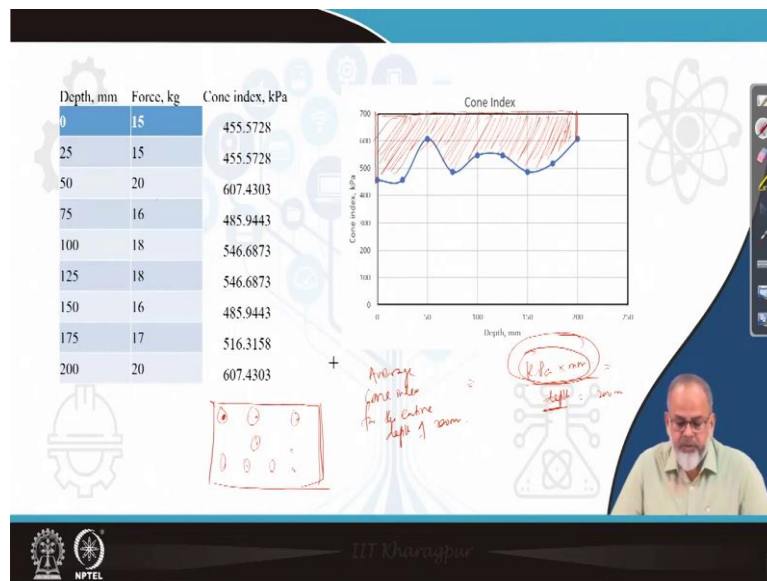 Depth, mm Force, kg Cone index, kPa
0 15 455.5728
25 15 455.5728
50 20 607.4303
75 16 485.9443
100 18 546.6873
125 18 546.6873
150 16 485.9443
175 17 516.3158
200 20 607.4303
Cone Index
700
600
500
400
300
200
100
0
Cone index, kPa
0 50 100 150 200 250
Depth, mm
+
Average
Cone index
for the entire
depth of 200mm
=
kPa × mm =
depth = 200m
IIT Kharagpur
NPTEL